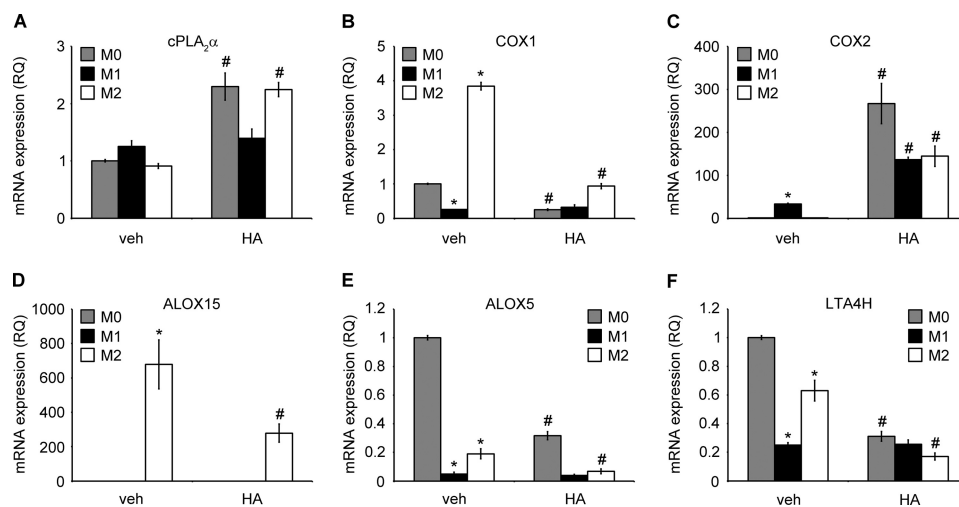 A
cPLA₂α
mRNA expression (RQ)
3
2
1
0
M0
M1
M2
#
#
veh
HA
B
COX1
mRNA expression (RQ)
5
4
3
2
1
0
M0
M1
M2
*
*
#
#
veh
HA
C
COX2
mRNA expression (RQ)
400
300
200
100
0
M0
M1
M2
*
#
#
#
veh
HA
D
ALOX15
mRNA expression (RQ)
1000
800
600
400
200
00
M0
M1
M2
*
#
veh
HA
E
ALOX5
mRNA expression (RQ)
1.2
1
0.8
0.6
0.4
0.2
0
M0
M1
M2
*
*
#
#
veh
HA
F
LTA4H
mRNA expression (RQ)
1.2
1
0.8
0.6
0.4
0.2
0
M0
M1
M2
*
*
#
#
veh
HA